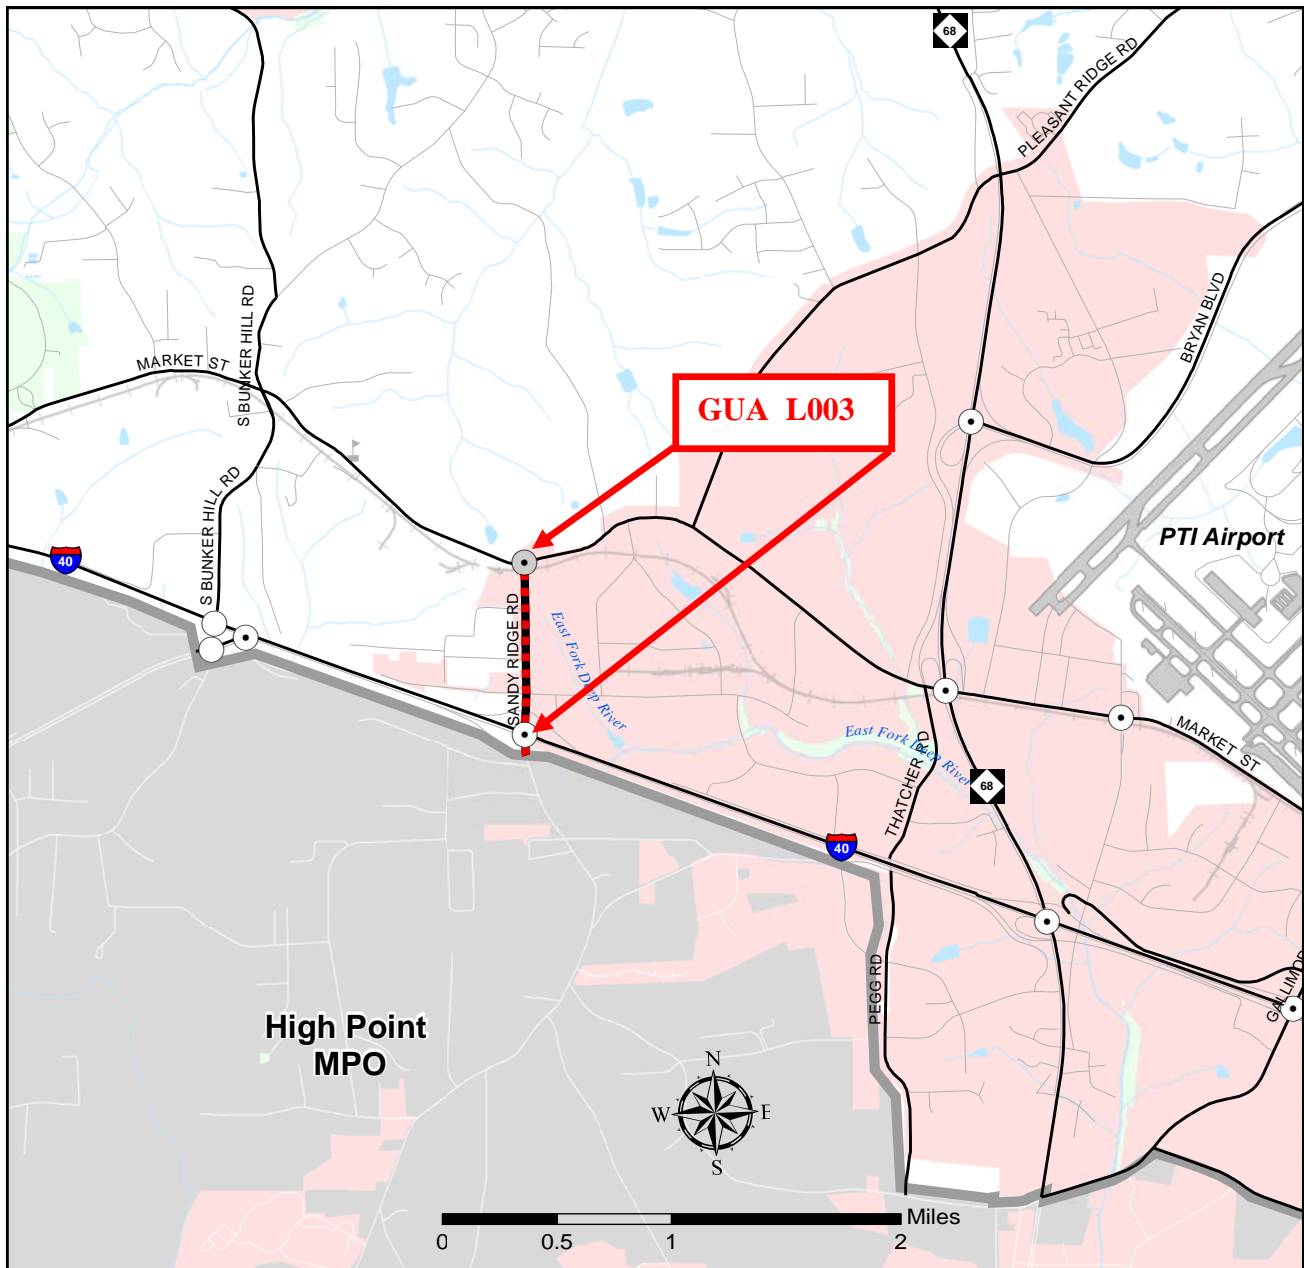 68
PLEASANT RIDGE RD
BRYAN BLVD
S BUNKER HILL RD
MARKET ST
GUA L003
S BUNKER HILL RD
PTI Airport
40
SANDY RIDGE RD
East Fork Deep River
East Fork Deep River
MARKET ST
THATCHER RD
68
40
PEGG RD
GALLIMOR
High Point
MPO
N
W E
S
Miles
0 0.5 1 2